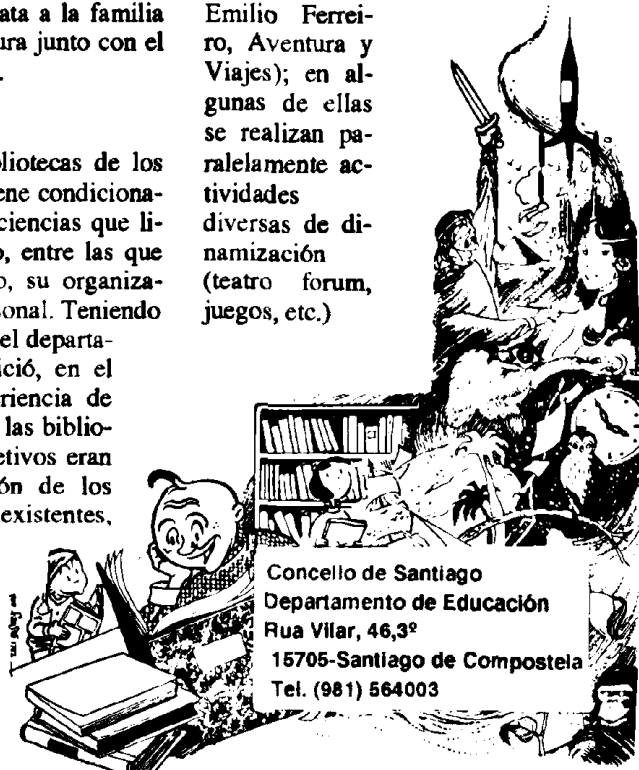 ata a la familia
ura junto con el
.
bliotecas de los
ene condiciona-
ciencias que li-
o, entre las que
o, su organiza-
sonal. Teniendo
el departa-
ició, en el
riencia de
las biblio-
etivos eran
ón de los
existentes,
Emilio Ferrei-
ro, Aventura y
Viajes); en al-
gunas de ellas
se realizan pa-
ralelamente ac-
tividades
diversas de di-
namización
(teatro forum,
juegos, etc.)
Concello de Santiago
Departamento de Educación
Rua Vilar, 46,3º
15705-Santiago de Compostela
Tel. (981) 564003